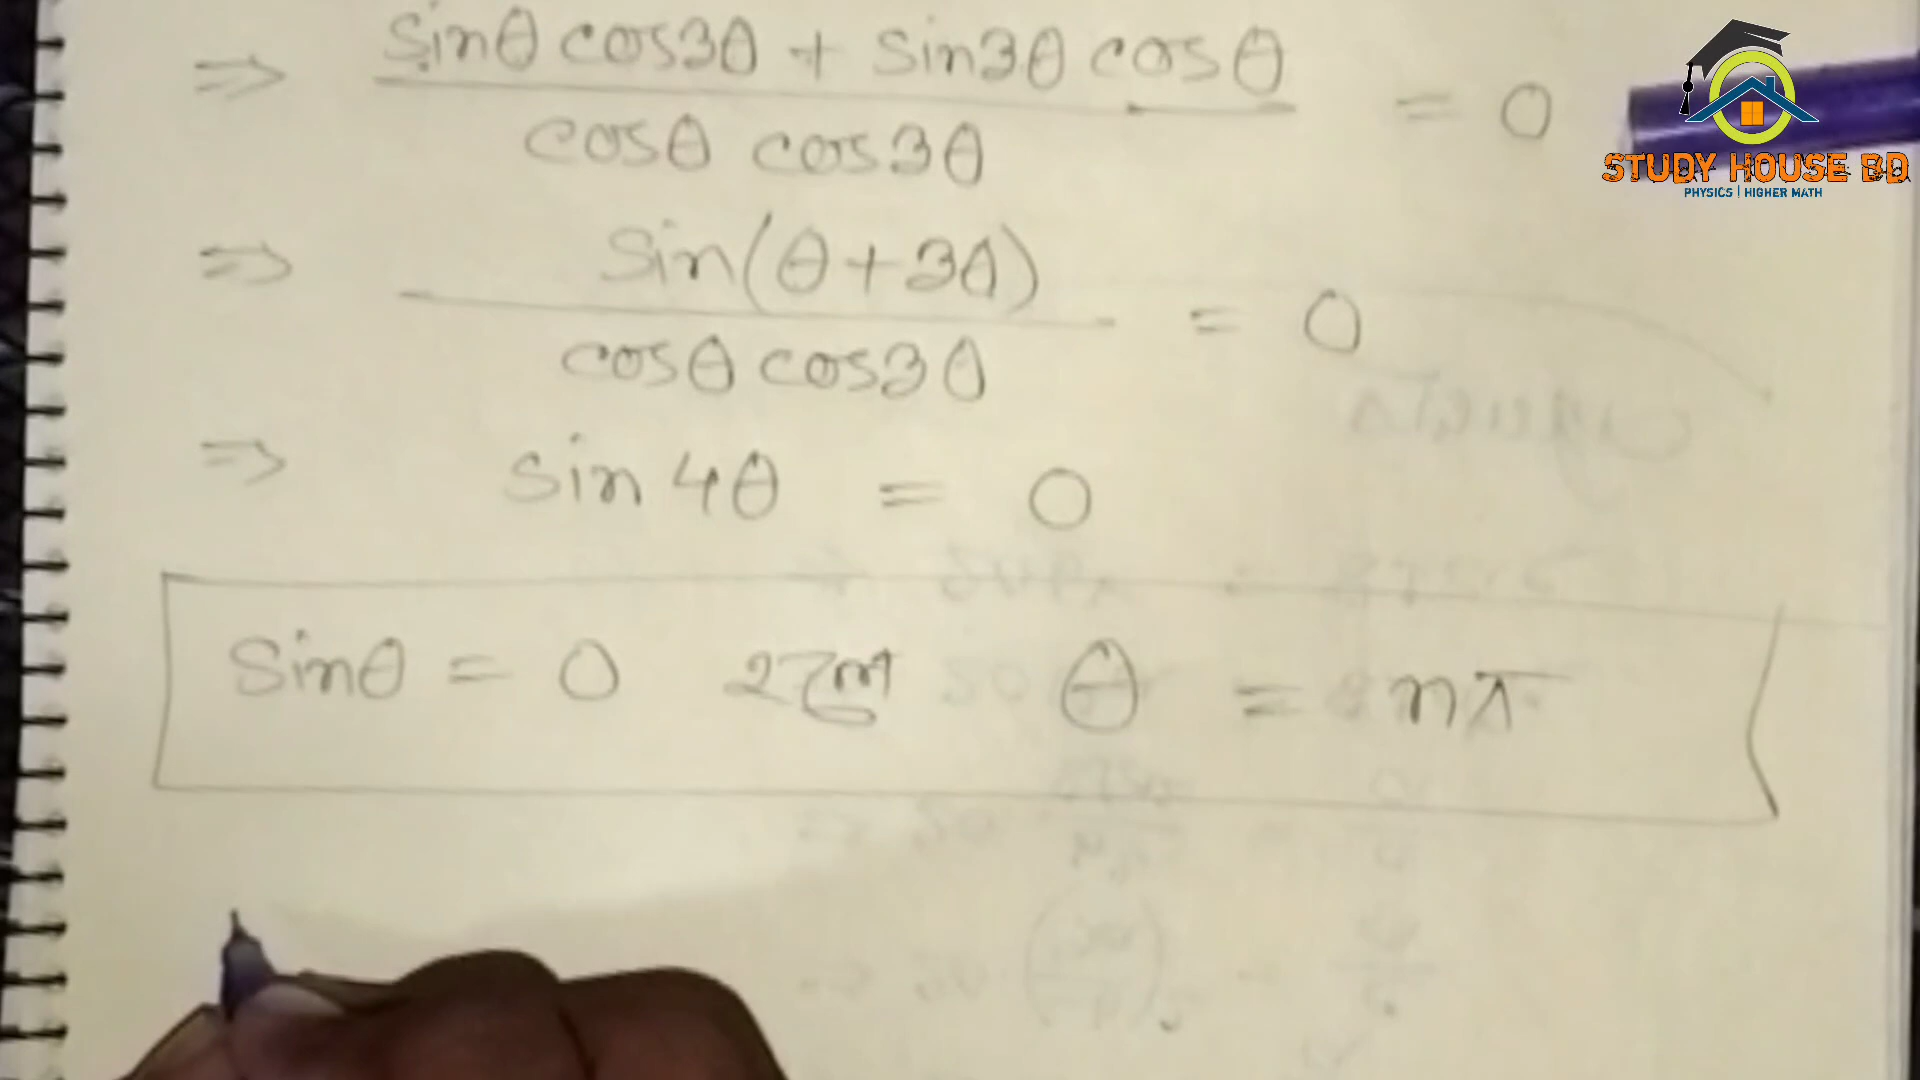 ⇒ sinθ cos3θ + sin3θ cosθ / cosθ cos3θ = 0
⇒ sin(θ+3θ) / cosθ cos3θ = 0
⇒ sin4θ = 0
Sinθ = 0 হলে θ = nπ
STUDY HOUSE BD
PHYSICS | HIGHER MATH